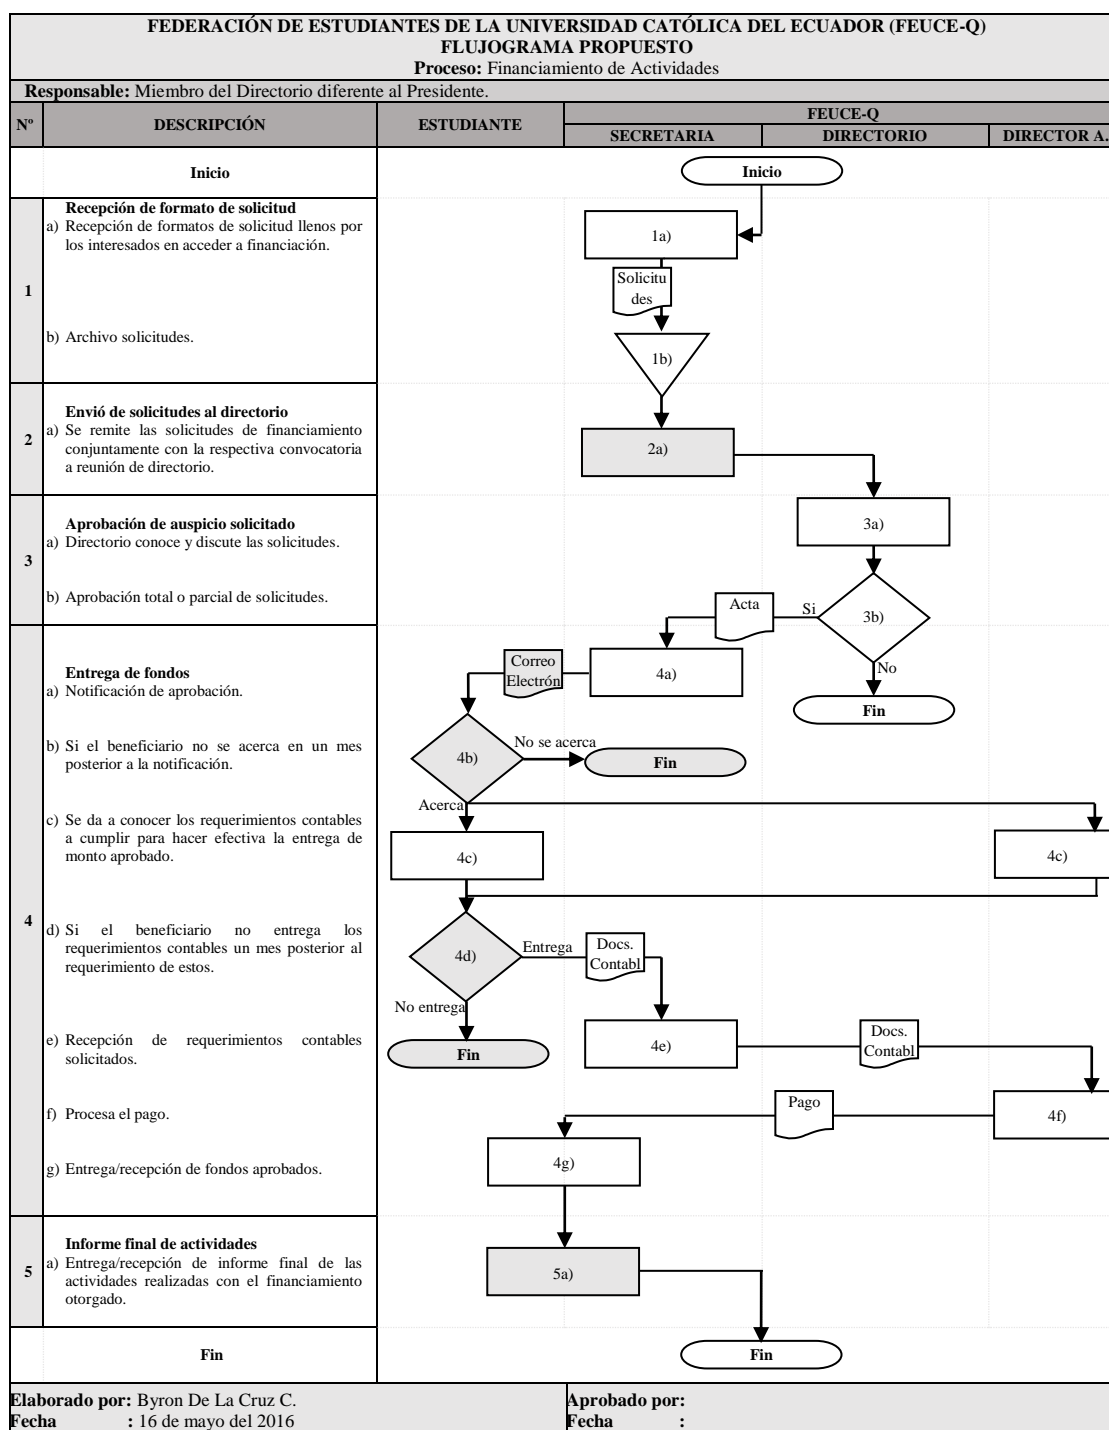 FEDERACIÓN DE ESTUDIANTES DE LA UNIVERSIDAD CATÓLICA DEL ECUADOR (FEUCE-Q)
FLUJOGRAMA PROPUESTO
Proceso: Financiamiento de Actividades
Responsable: Miembro del Directorio diferente al Presidente.
Nº
DESCRIPCIÓN
ESTUDIANTE
FEUCE-Q
SECRETARIA
DIRECTORIO
DIRECTOR A.
Inicio
Inicio
1
Recepción de formato de solicitud
a) Recepción de formatos de solicitud llenos por
los interesados en acceder a financiación.
b) Archivo solicitudes.
1a)
Solicitu
des
1b)
2
Envió de solicitudes al directorio
a) Se remite las solicitudes de financiamiento
conjuntamente con la respectiva convocatoria
a reunión de directorio.
2a)
3
Aprobación de auspicio solicitado
a) Directorio conoce y discute las solicitudes.
b) Aprobación total o parcial de solicitudes.
3a)
3b)
Si
Acta
No
Fin
4
Entrega de fondos
a) Notificación de aprobación.
b) Si el beneficiario no se acerca en un mes
posterior a la notificación.
c) Se da a conocer los requerimientos contables
a cumplir para hacer efectiva la entrega de
monto aprobado.
d) Si el beneficiario no entrega los
requerimientos contables un mes posterior al
requerimiento de estos.
e) Recepción de requerimientos contables
solicitados.
f) Procesa el pago.
g) Entrega/recepción de fondos aprobados.
4a)
Correo
Electrón
4b)
No se acerca
Fin
Acerca
4c)
4c)
4d)
Entrega
Docs.
Contabl
No entrega
Fin
4e)
Docs.
Contabl
4f)
Pago
4g)
5
Informe final de actividades
a) Entrega/recepción de informe final de las
actividades realizadas con el financiamiento
otorgado.
5a)
Fin
Fin
Elaborado por: Byron De La Cruz C.
Fecha : 16 de mayo del 2016
Aprobado por:
Fecha :